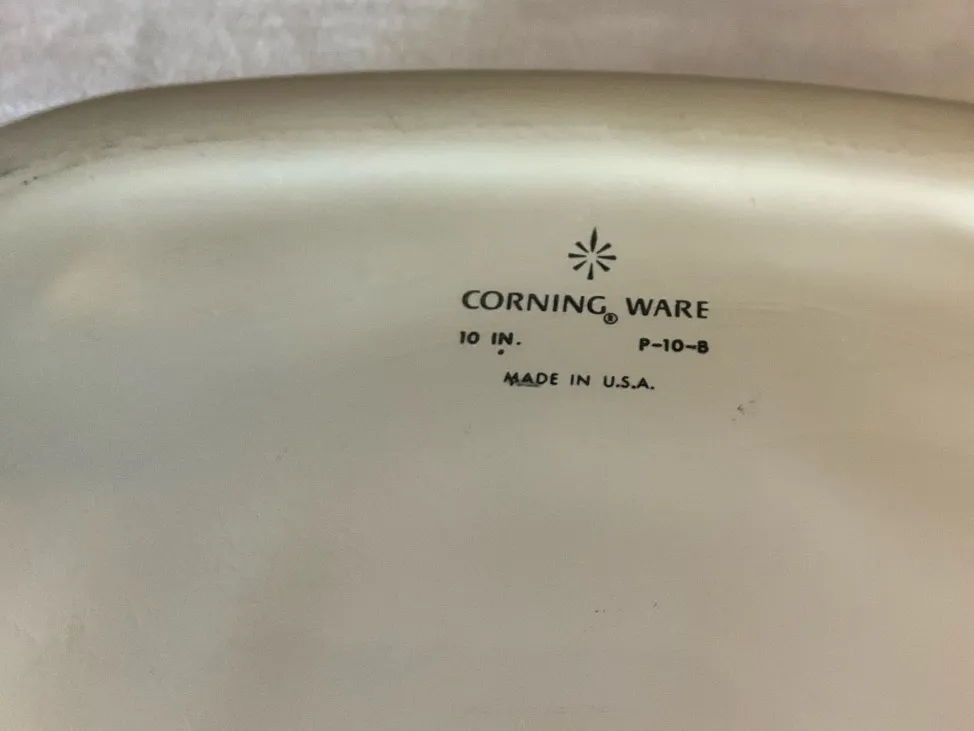 CORNING® WARE
10 IN. P-10-B
MADE IN U.S.A.